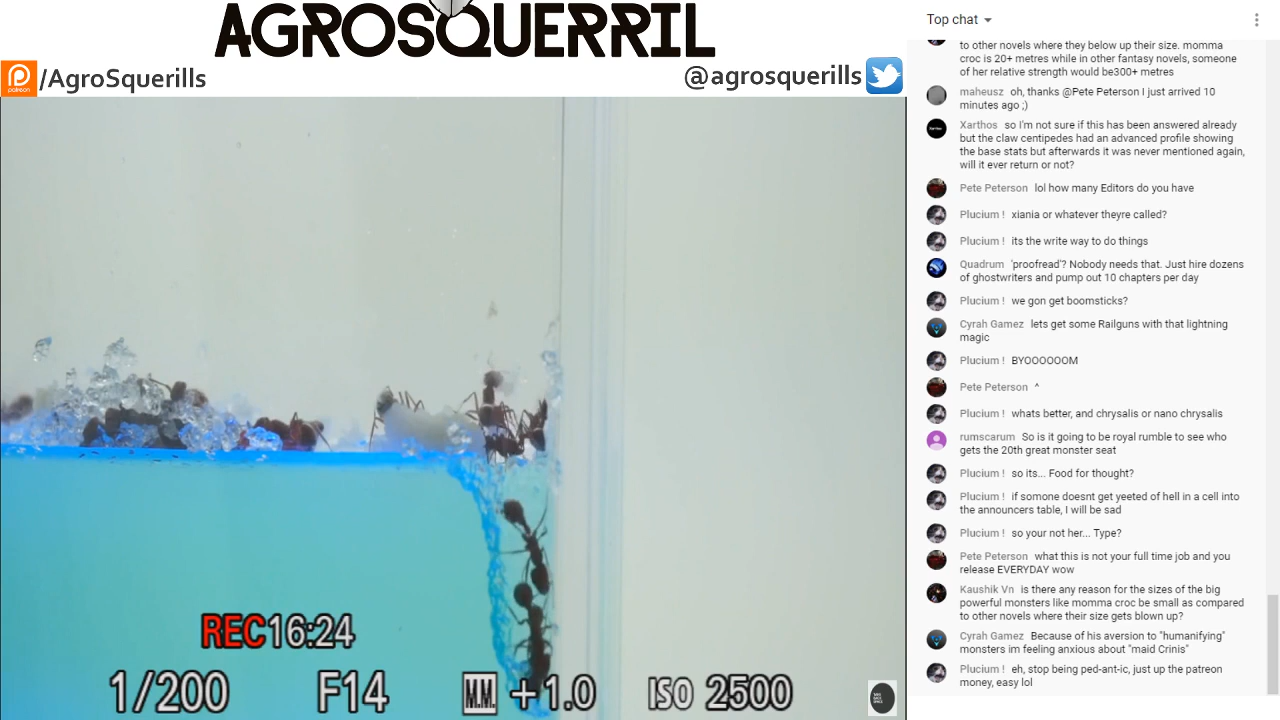 AGROSQUERRIL
patreon
/AgroSquerills
@agrosquerills
REC16:24
1/200
F14
M.M. +1.0
ISO 2500
Top chat
to other novels where they below up their size. momma
croc is 20+ metres while in other fantasy novels, someone
of her relative strength would be300+ metres
maheusz oh, thanks @Pete Peterson I just arrived 10
minutes ago ;)
Xarthos so I'm not sure if this has been answered already
but the claw centipedes had an advanced profile showing
the base stats but afterwards it was never mentioned again,
will it ever return or not?
Pete Peterson lol how many Editors do you have
Plucium ! xiania or whatever theyre called?
Plucium ! its the write way to do things
Quadrum 'proofread'? Nobody needs that. Just hire dozens
of ghostwriters and pump out 10 chapters per day
Plucium ! we gon get boomsticks?
Cyrah Gamez lets get some Railguns with that lightning
magic
Plucium ! BYOOOOOOM
Pete Peterson ^
Plucium ! whats better, and chrysalis or nano chrysalis
rumscarum So is it going to be royal rumble to see who
gets the 20th great monster seat
Plucium ! so its... Food for thought?
Plucium ! if somone doesnt get yeeted of hell in a cell into
the announcers table, I will be sad
Plucium ! so your not her... Type?
Pete Peterson what this is not your full time job and you
release EVERYDAY wow
Kaushik Vn is there any reason for the sizes of the big
powerful monsters like momma croc be small as compared
to other novels where their size gets blown up?
Cyrah Gamez Because of his aversion to "humanifying"
monsters im feeling anxious about "maid Crinis"
Plucium ! eh, stop being ped-ant-ic, just up the patreon
money, easy lol